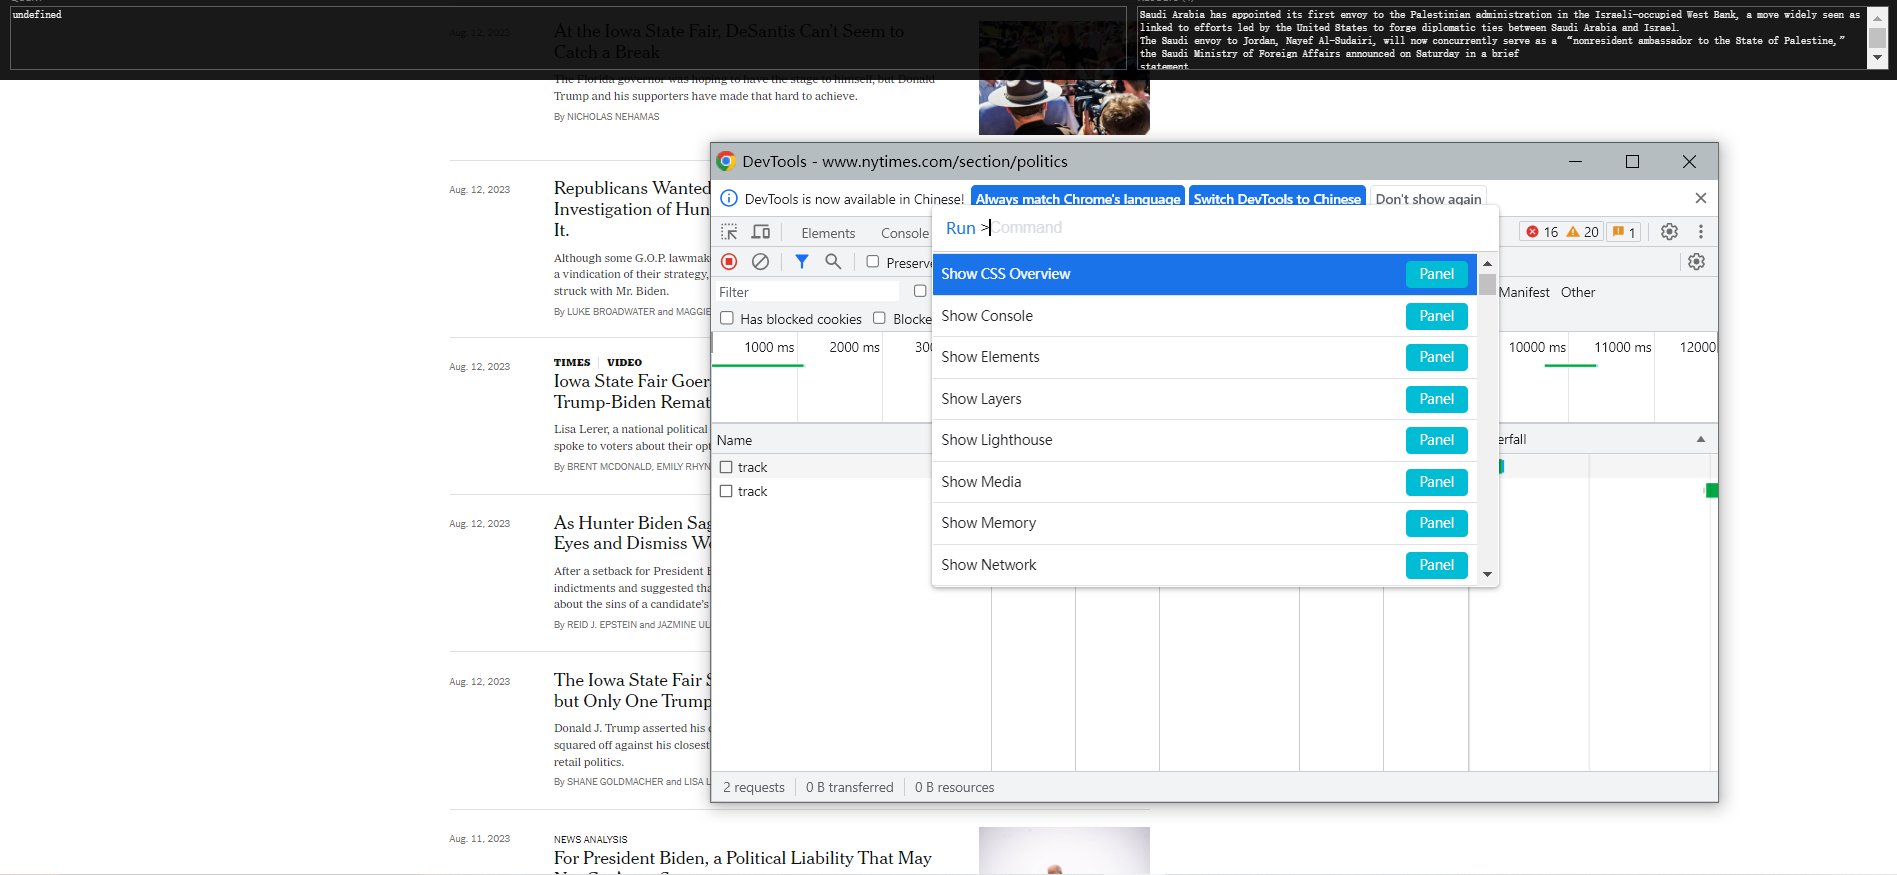 undefined
Saudi Arabia has appointed its first envoy to the Palestinian administration in the Israeli-occupied West Bank, a move widely seen as
linked to efforts led by the United States to forge diplomatic ties between Saudi Arabia and Israel.
The Saudi envoy to Jordan, Nayef Al-Sudairi, will now concurrently serve as a “nonresident ambassador to the State of Palestine,”
the Saudi Ministry of Foreign Affairs announced on Saturday in a brief
statement
Aug. 12, 2023
At the Iowa State Fair, DeSantis Can't Seem to
Catch a Break
The Florida governor was hoping to have the stage to himself, but Donald
Trump and his supporters have made that hard to achieve.
By NICHOLAS NEHAMAS
Aug. 12, 2023
Republicans Wanted
Investigation of Hun
It.
Although some G.O.P. lawmak
a vindication of their strategy,
struck with Mr. Biden.
By LUKE BROADWATER and MAGGIE
Aug. 12, 2023
TIMES | VIDEO
Iowa State Fair Goer
Trump-Biden Remat
Lisa Lerer, a national political
spoke to voters about their opt
By BRENT MCDONALD, EMILY RHYN
Aug. 12, 2023
As Hunter Biden Sag
Eyes and Dismiss Wo
After a setback for President B
indictments and suggested tha
about the sins of a candidate's
By REID J. EPSTEIN and JAZMINE UL
Aug. 12, 2023
The Iowa State Fair S
but Only One Trump
Donald J. Trump asserted his
squared off against his closest
retail politics.
By SHANE GOLDMACHER and LISA L
Aug. 11, 2023
NEWS ANALYSIS
For President Biden, a Political Liability That May
DevTools - www.nytimes.com/section/politics
DevTools is now available in Chinese! Always match Chrome's language Switch DevTools to Chinese Don't show again
Elements Console 16 20 1
Preserve
Filter Manifest Other
Has blocked cookies Blocke
1000 ms 2000 ms 300 10000 ms 11000 ms 12000
Name erfall
track
track
Run >Command
Show CSS Overview Panel
Show Console Panel
Show Elements Panel
Show Layers Panel
Show Lighthouse Panel
Show Media Panel
Show Memory Panel
Show Network Panel
2 requests 0 B transferred 0 B resources